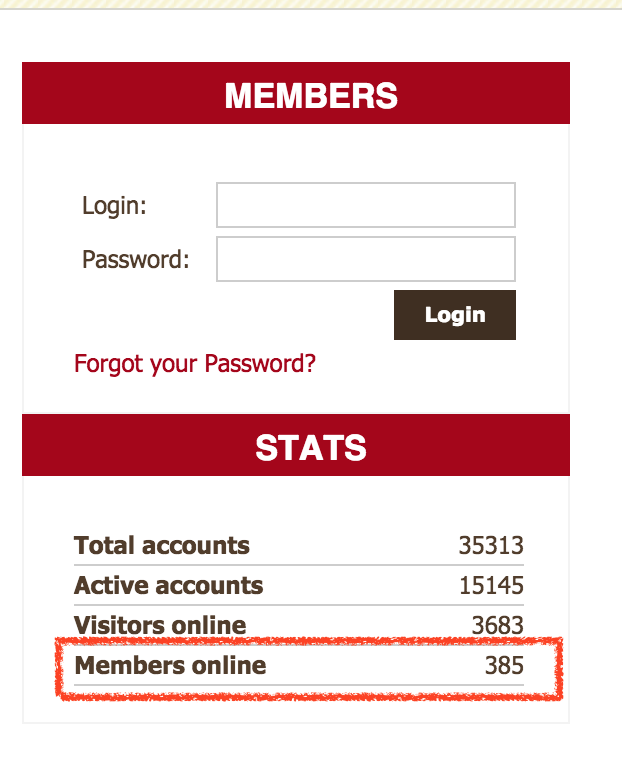 MEMBERS
Login:
Password:
Login
Forgot your Password?
STATS
Total accounts 35313
Active accounts 15145
Visitors online 3683
Members online 385